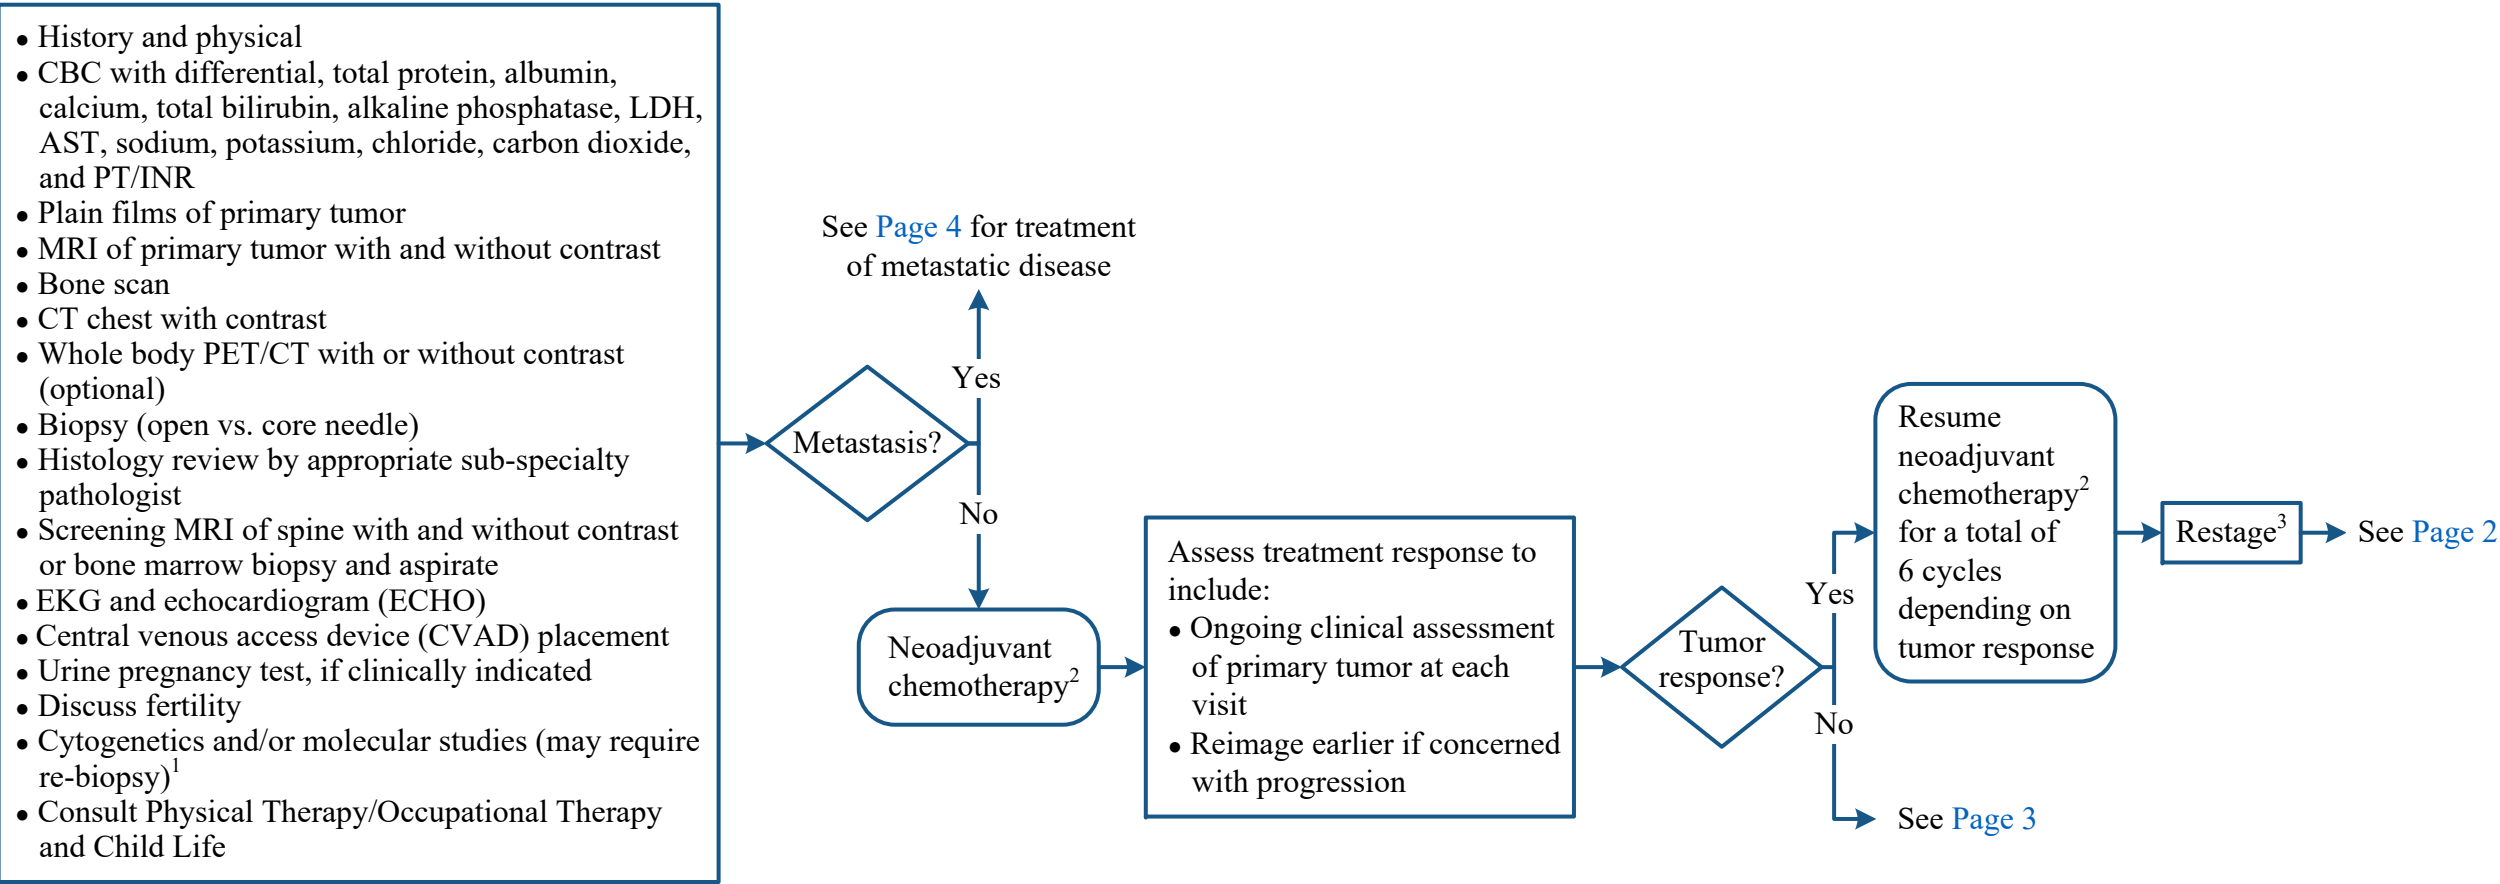 • History and physical
• CBC with differential, total protein, albumin,
calcium, total bilirubin, alkaline phosphatase, LDH,
AST, sodium, potassium, chloride, carbon dioxide,
and PT/INR
• Plain films of primary tumor
• MRI of primary tumor with and without contrast
• Bone scan
• CT chest with contrast
• Whole body PET/CT with or without contrast
(optional)
• Biopsy (open vs. core needle)
• Histology review by appropriate sub-specialty
pathologist
• Screening MRI of spine with and without contrast
or bone marrow biopsy and aspirate
• EKG and echocardiogram (ECHO)
• Central venous access device (CVAD) placement
• Urine pregnancy test, if clinically indicated
• Discuss fertility
• Cytogenetics and/or molecular studies (may require
re-biopsy)1
• Consult Physical Therapy/Occupational Therapy
and Child Life
Metastasis?
Yes
See Page 4 for treatment
of metastatic disease
No
Neoadjuvant
chemotherapy2
Assess treatment response to
include:
• Ongoing clinical assessment
of primary tumor at each
visit
• Reimage earlier if concerned
with progression
Tumor
response?
Yes
Resume
neoadjuvant
chemotherapy2
for a total of
6 cycles
depending on
tumor response
Restage3
See Page 2
No
See Page 3